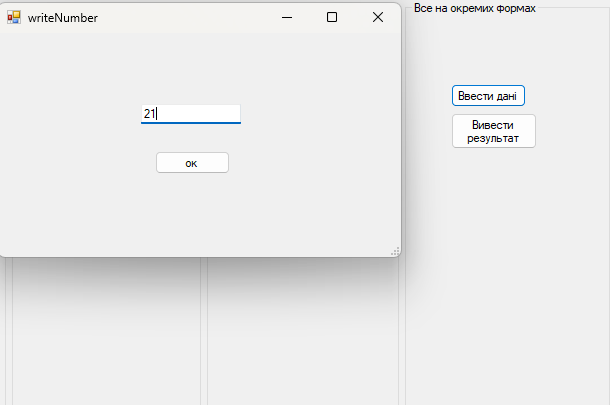 writeNumber
21
ок
Все на окремих формах
Ввести дані
Вивести
результат